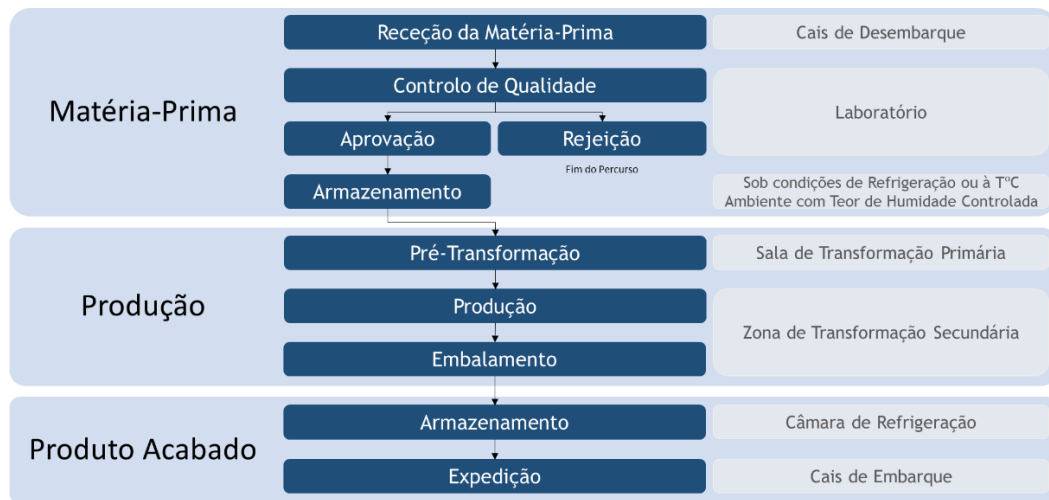 Matéria-Prima
Receção da Matéria-Prima
Cais de Desembarque
Controlo de Qualidade
Laboratório
Aprovação
Rejeição
Fim do Percurso
Armazenamento
Sob condições de Refrigeração ou à TºC
Ambiente com Teor de Humidade Controlada
Produção
Pré-Transformação
Sala de Transformação Primária
Produção
Zona de Transformação Secundária
Embalamento
Produto Acabado
Armazenamento
Câmara de Refrigeração
Expedição
Cais de Embarque